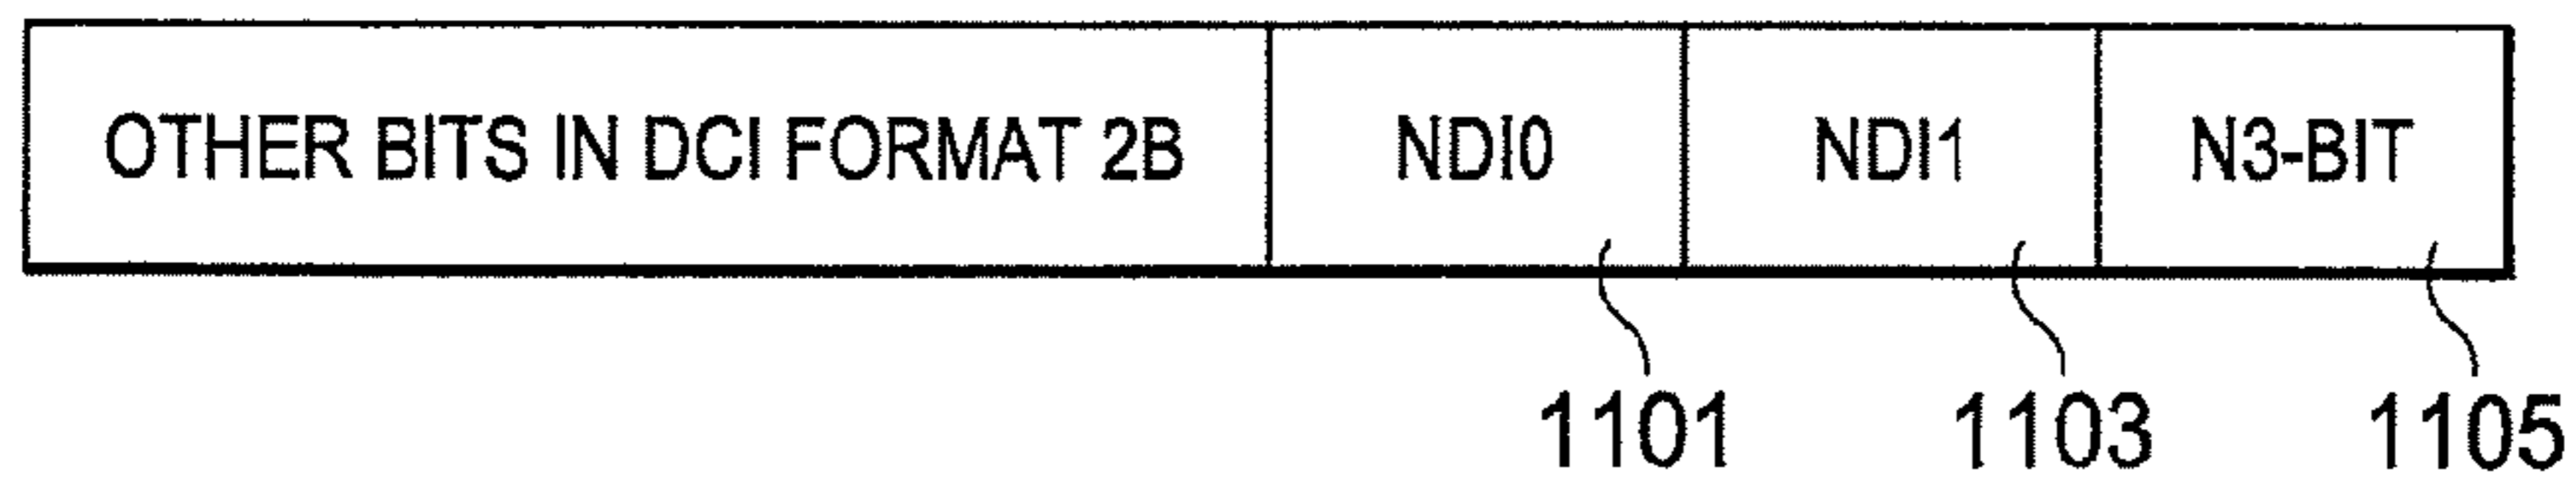 OTHER BITS IN DCI FORMAT 2B NDI0 NDI1 N3-BIT
1101 1103 1105